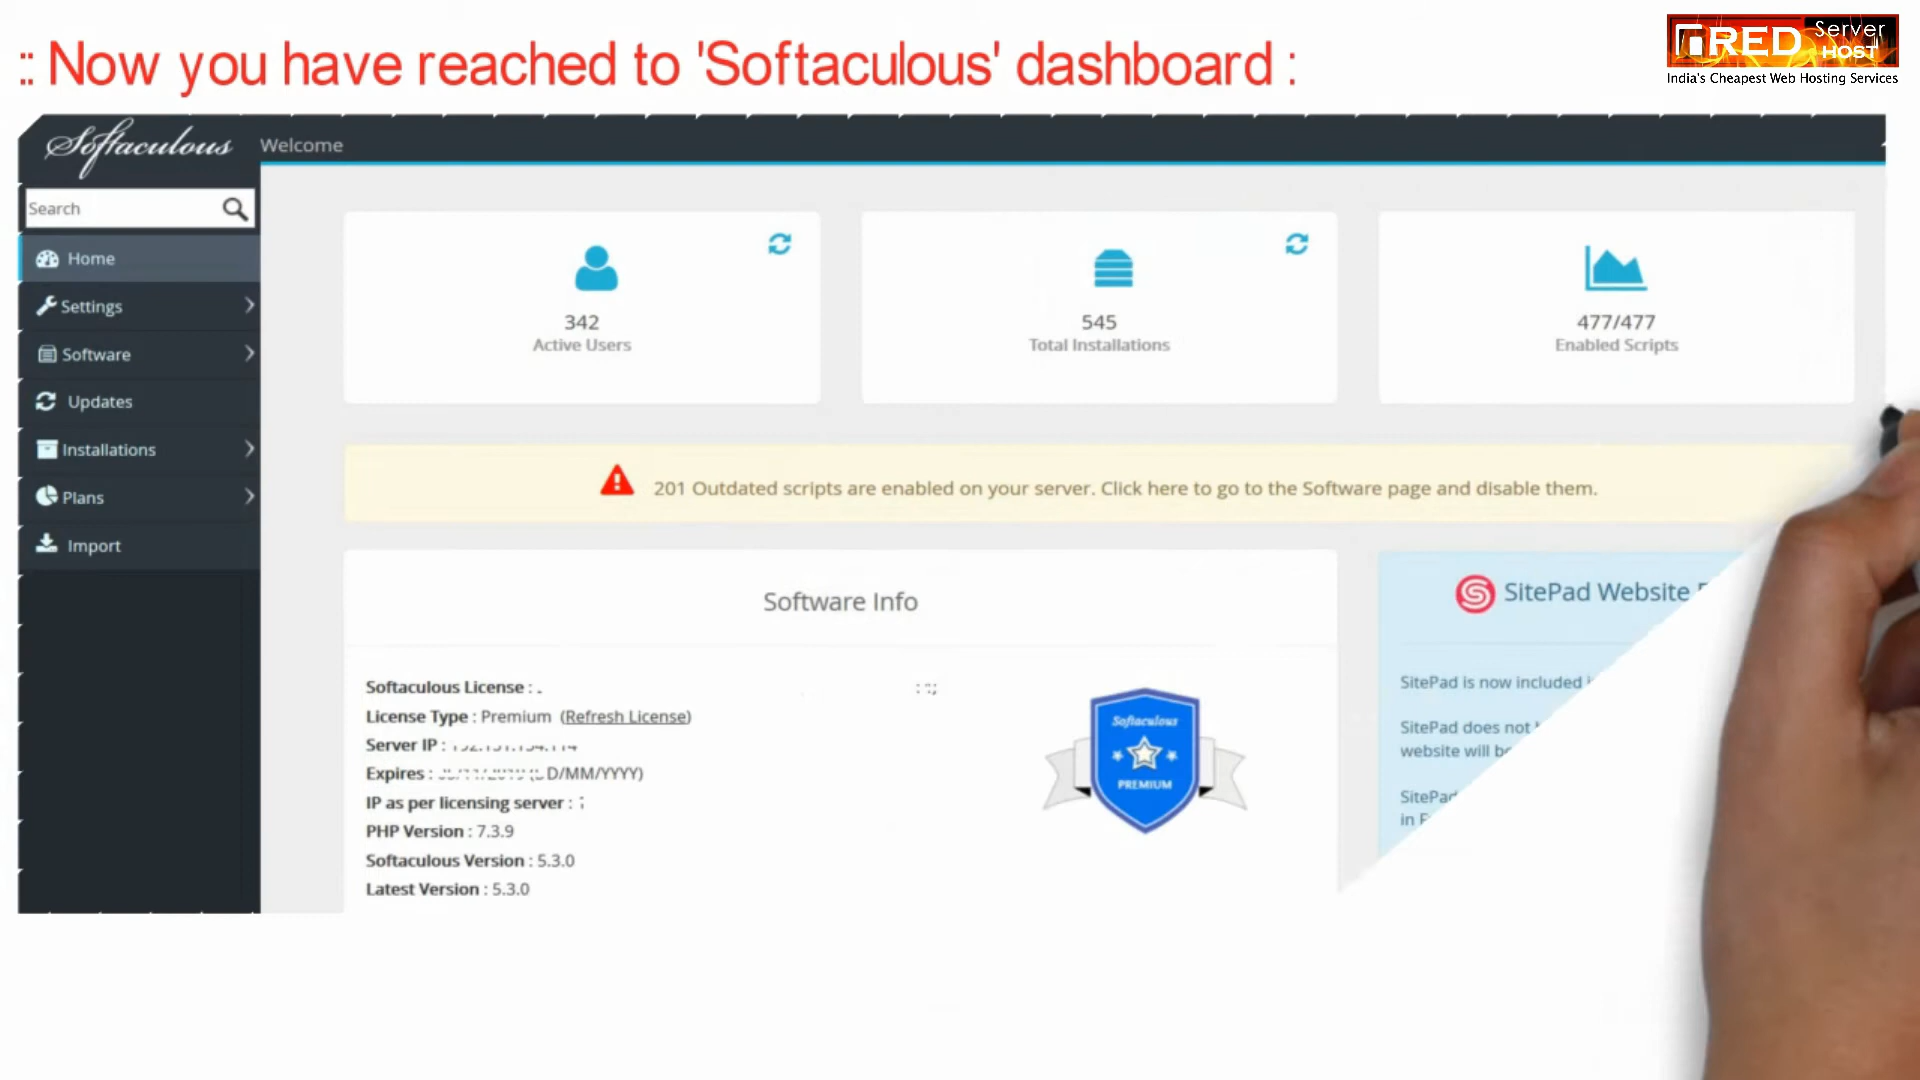 :: Now you have reached to 'Softaculous' dashboard :
RED Server HOST
India's Cheapest Web Hosting Services
Softaculous
Welcome
Search
Home
Settings
Software
Updates
Installations
Plans
Import
342
Active Users
545
Total Installations
477/477
Enabled Scripts
201 Outdated scripts are enabled on your server. Click here to go to the Software page and disable them.
Software Info
Softaculous License :
License Type : Premium (Refresh License)
Server IP :
Expires : D/MM/YYYY)
IP as per licensing server :
PHP Version : 7.3.9
Softaculous Version : 5.3.0
Latest Version : 5.3.0
Softaculous
PREMIUM
SitePad Website
SitePad is now included
SitePad does not
website will be
SitePad
in